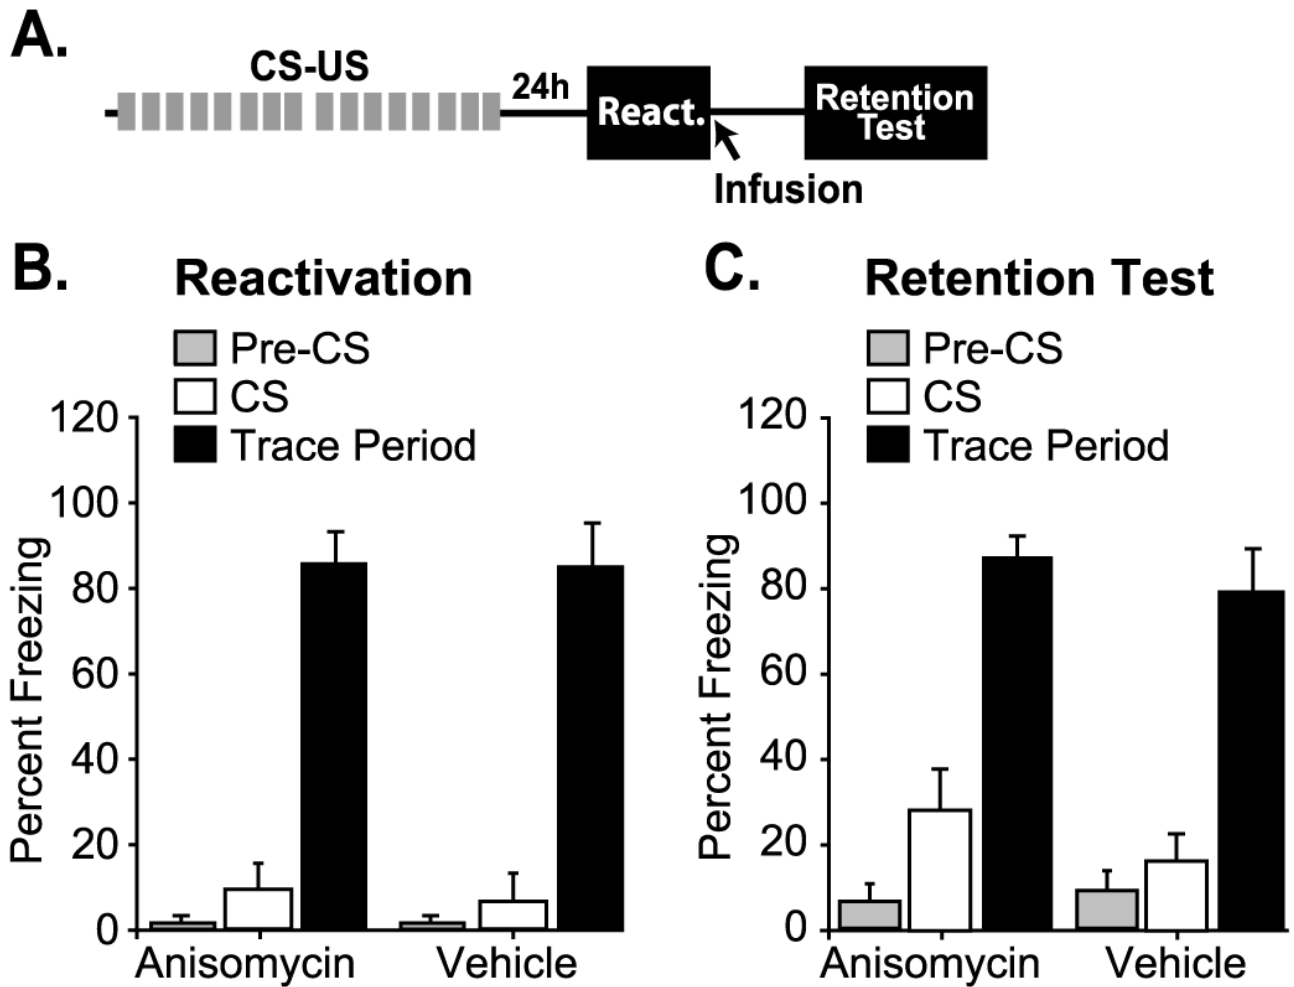 A.
CS-US
24h
React.
Retention
Test
Infusion
B.
Reactivation
Pre-CS
CS
Trace Period
Percent Freezing
120
100
80
60
40
20
0
Anisomycin
Vehicle
C.
Retention Test
Pre-CS
CS
Trace Period
Percent Freezing
120
100
80
60
40
20
0
Anisomycin
Vehicle